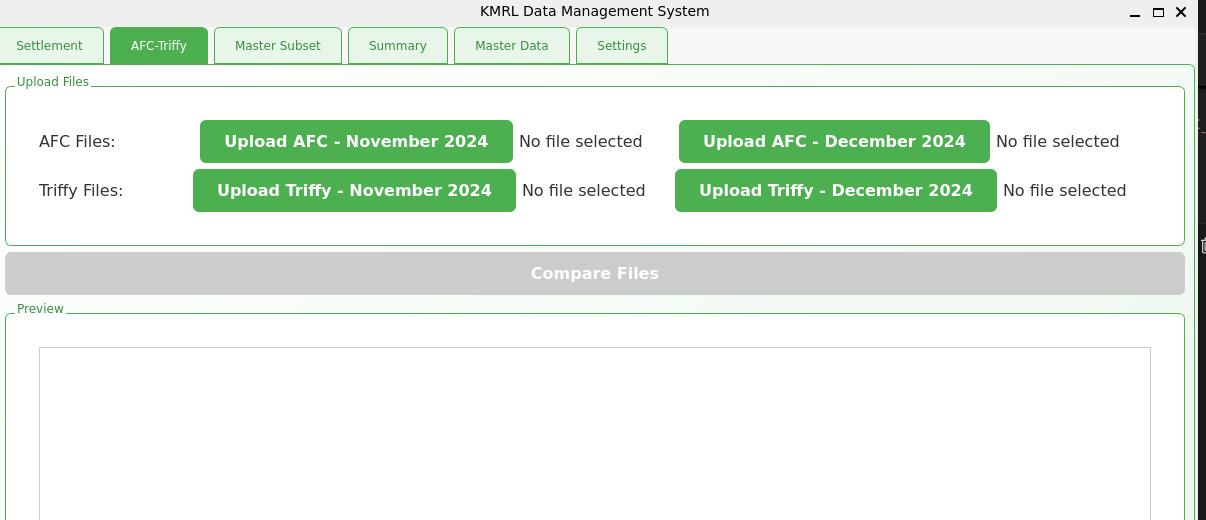 KMRL Data Management System
Settlement AFC-Triffy Master Subset Summary Master Data Settings
Upload Files
AFC Files: Upload AFC - November 2024 No file selected Upload AFC - December 2024 No file selected
Triffy Files: Upload Triffy - November 2024 No file selected Upload Triffy - December 2024 No file selected
Compare Files
Preview